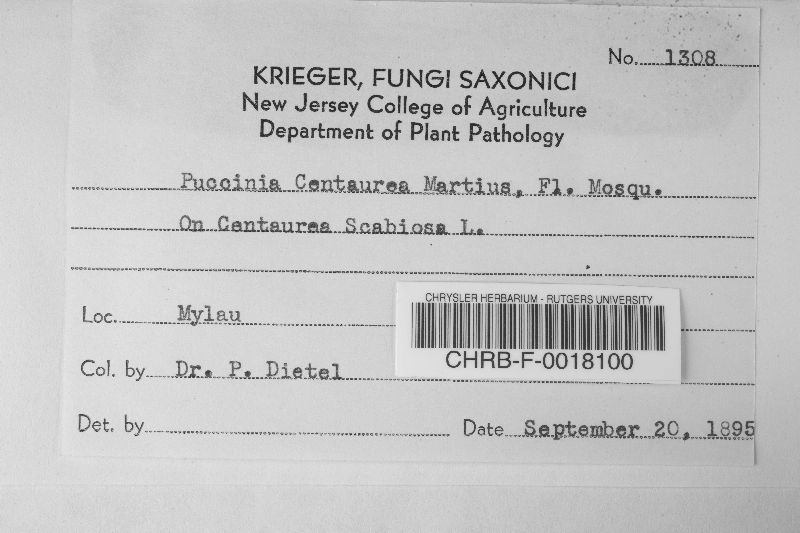 No. 1308
KRIEGER, FUNGI SAXONICI
New Jersey College of Agriculture
Department of Plant Pathology
Puccinia Centaurea Martius, Fl. Mosqu.
On Centaurea Scabiosa L.
CHRYSLER HERBARIUM - RUTGERS UNIVERSITY
Loc. Mylau
CHRB-F-0018100
Col. by Dr. P. Dietel
Det. by
Date September 20, 1895